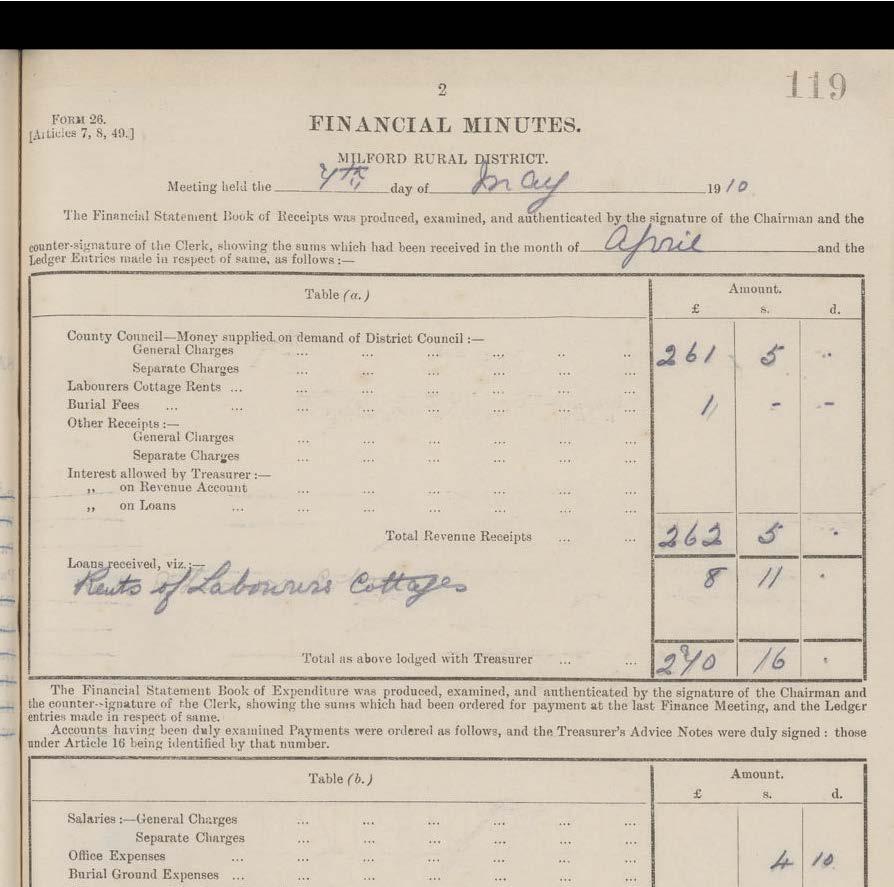 119
2
FORM 26.
[Articles 7, 8, 49.]
FINANCIAL MINUTES.
MILFORD RURAL DISTRICT.
Meeting held the 7th day of May 1910
The Financial Statement Book of Receipts was produced, examined, and authenticated by the signature of the Chairman and the
counter-signature of the Clerk, showing the sums which had been received in the month of April and the
Ledger Entries made in respect of same, as follows :—
Table (a.) Amount.
£ s. d.
County Council—Money supplied on demand of District Council :—
General Charges ... ... ... ... .. .. 261 5 ..
Separate Charges ... ... ... ... ... ...
Labourers Cottage Rents ... ... ... ... ... ... ...
Burial Fees ... ... ... ... ... ... ... ... 1 - -
Other Receipts :—
General Charges ... ... ... ... ... ...
Separate Charges ... ... ... ... ... ...
Interest allowed by Treasurer :—
„ on Revenue Account ... ... ... ... ... ...
„ on Loans ... ... ... ... ... ... ...
Total Revenue Receipts ... ... 262 5 .
Loans received, viz. :—
Rents of Labourers Cottages 8 11 .
Total as above lodged with Treasurer ... ... 270 16 .
The Financial Statement Book of Expenditure was produced, examined, and authenticated by the signature of the Chairman and
the counter-signature of the Clerk, showing the sums which had been ordered for payment at the last Finance Meeting, and the Ledger
entries made in respect of same.
Accounts having been duly examined Payments were ordered as follows, and the Treasurer's Advice Notes were duly signed : those
under Article 16 being identified by that number.
Table (b.) Amount.
£ s. d.
Salaries :—General Charges ... ... ... ... ... ...
Separate Charges ... ... ... ... ... ...
Office Expenses ... ... ... ... ... ... ... 4 10
Burial Ground Expenses ... ... ... ... ... ... ...